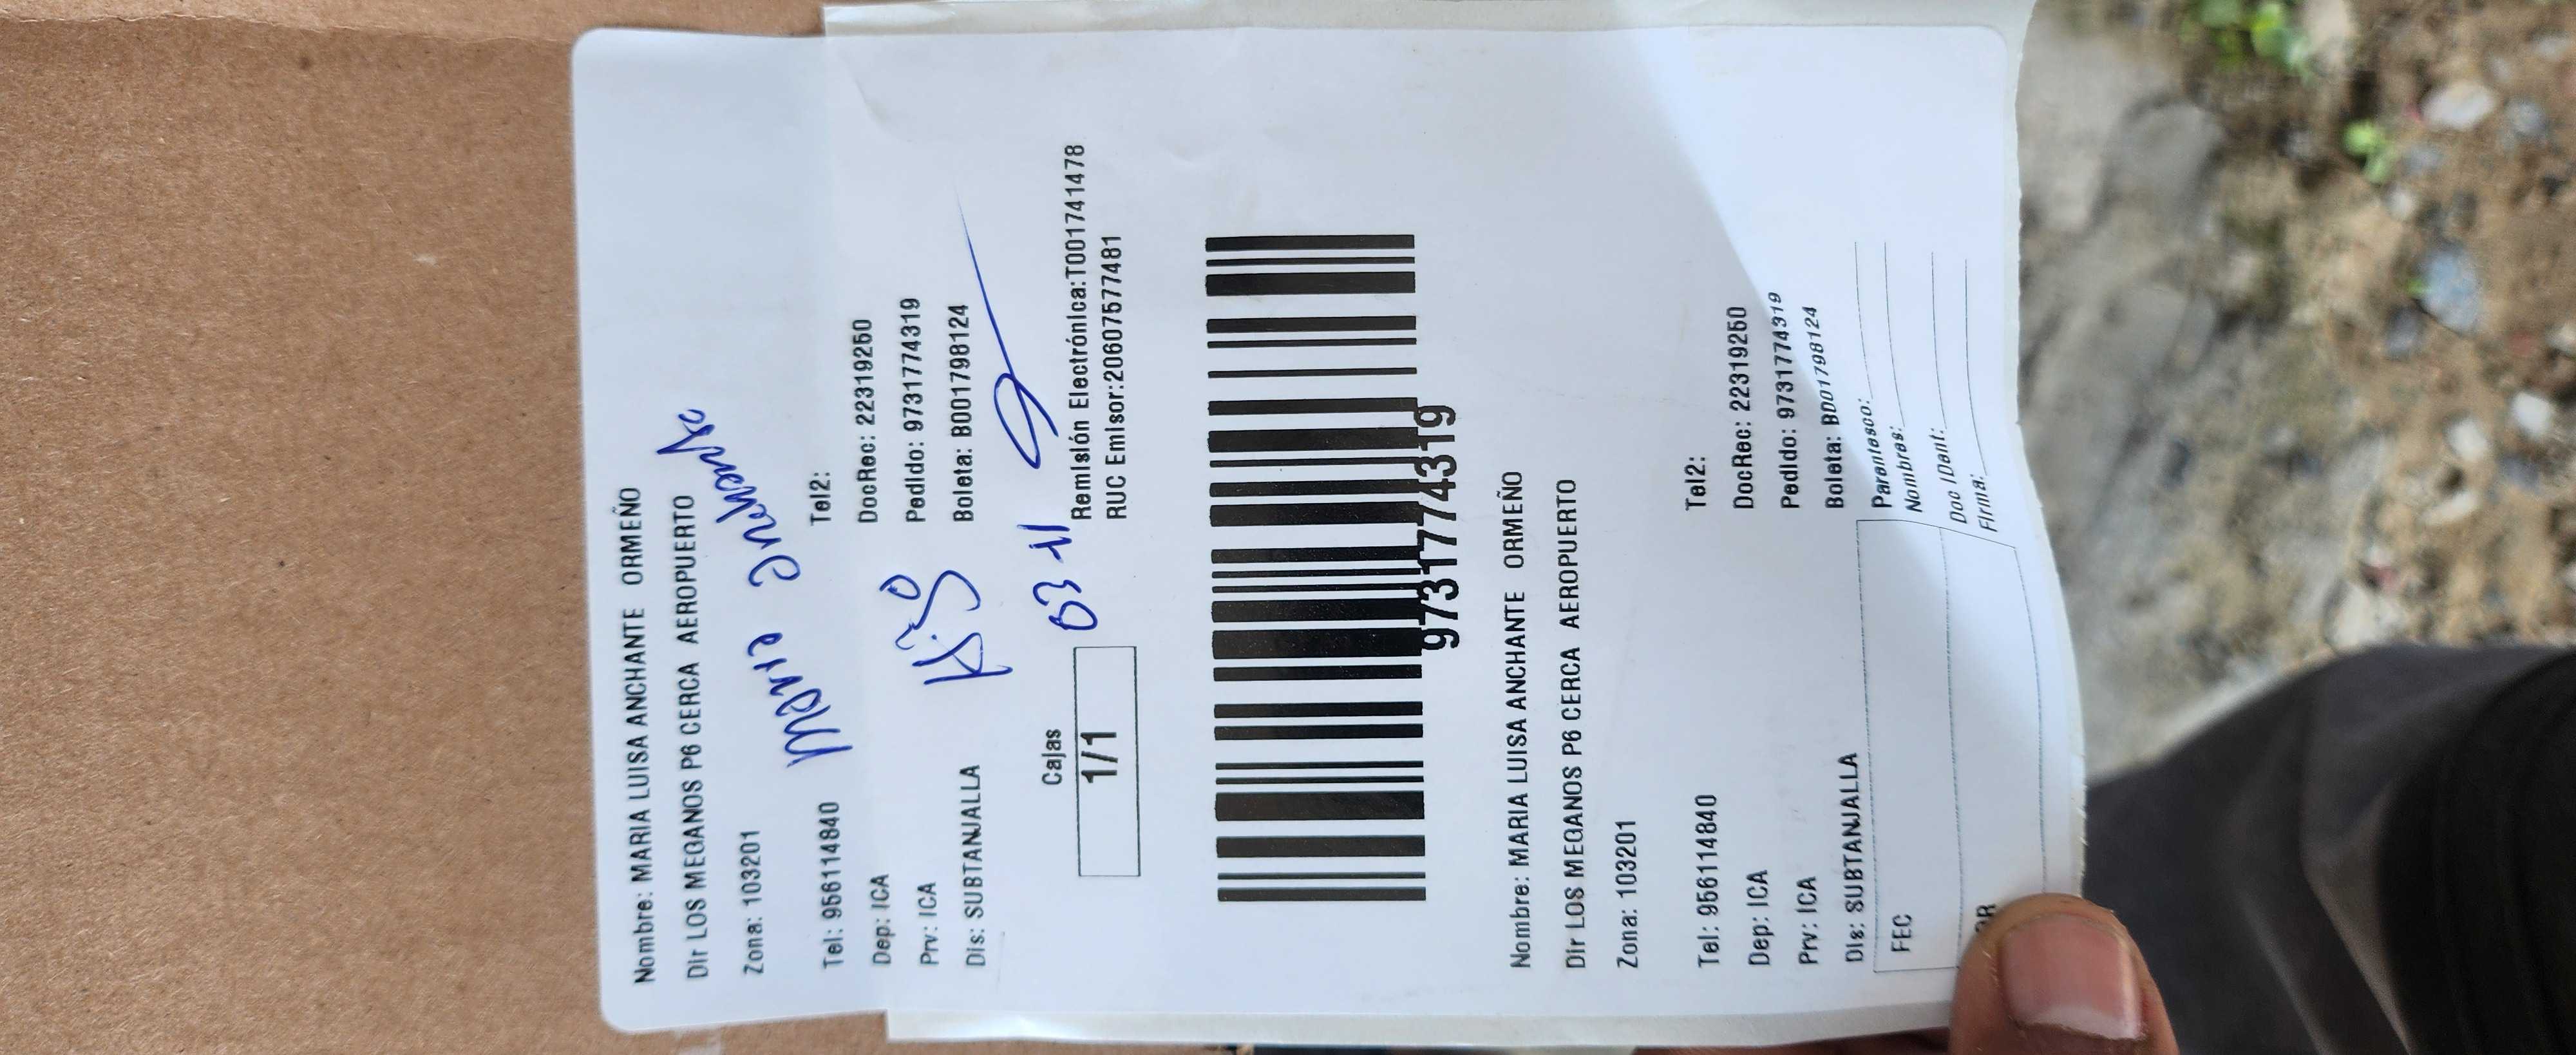 Nombre: MARIA LUISA ANCHANTE ORMEÑO
Dir LOS MEGANOS P6 CERCA AEROPUERTO
Zona: 103201
Maria Anchante
Tel: 956114840 Tel2:
Dep: ICA DocRec: 22319250
Prv: ICA Pedido: 9731774319
Dis: SUBTANJALLA Boleta: B001798124
Cajas
1/1
03 11
Remisión Electrónica:T001741478
RUC Emisor:20607577481
9731774319
Nombre: MARIA LUISA ANCHANTE ORMEÑO
Dir LOS MEGANOS P6 CERCA AEROPUERTO
Zona: 103201
Tel: 956114840 Tel2:
Dep: ICA DocRec: 22319250
Prv: ICA Pedido: 9731774319
Dis: SUBTANJALLA Boleta: B001798124
FEC Parentesco:
Nombres:
Doc IDent:
Firma: